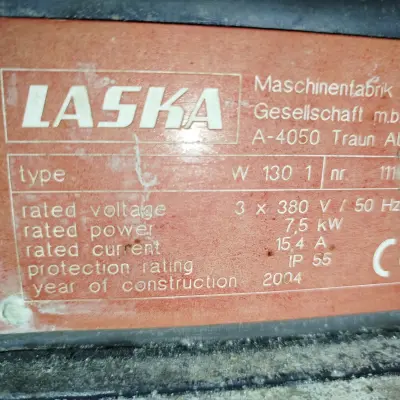 LASKA
Maschinenfabrik
Gesellschaft m.b
A-4050 Traun
type W 130 1 nr.
rated voltage 3 x 380 V / 50 Hz
rated power 7,5 kW
rated current 15,4 A
protection rating IP 55
year of construction 2004